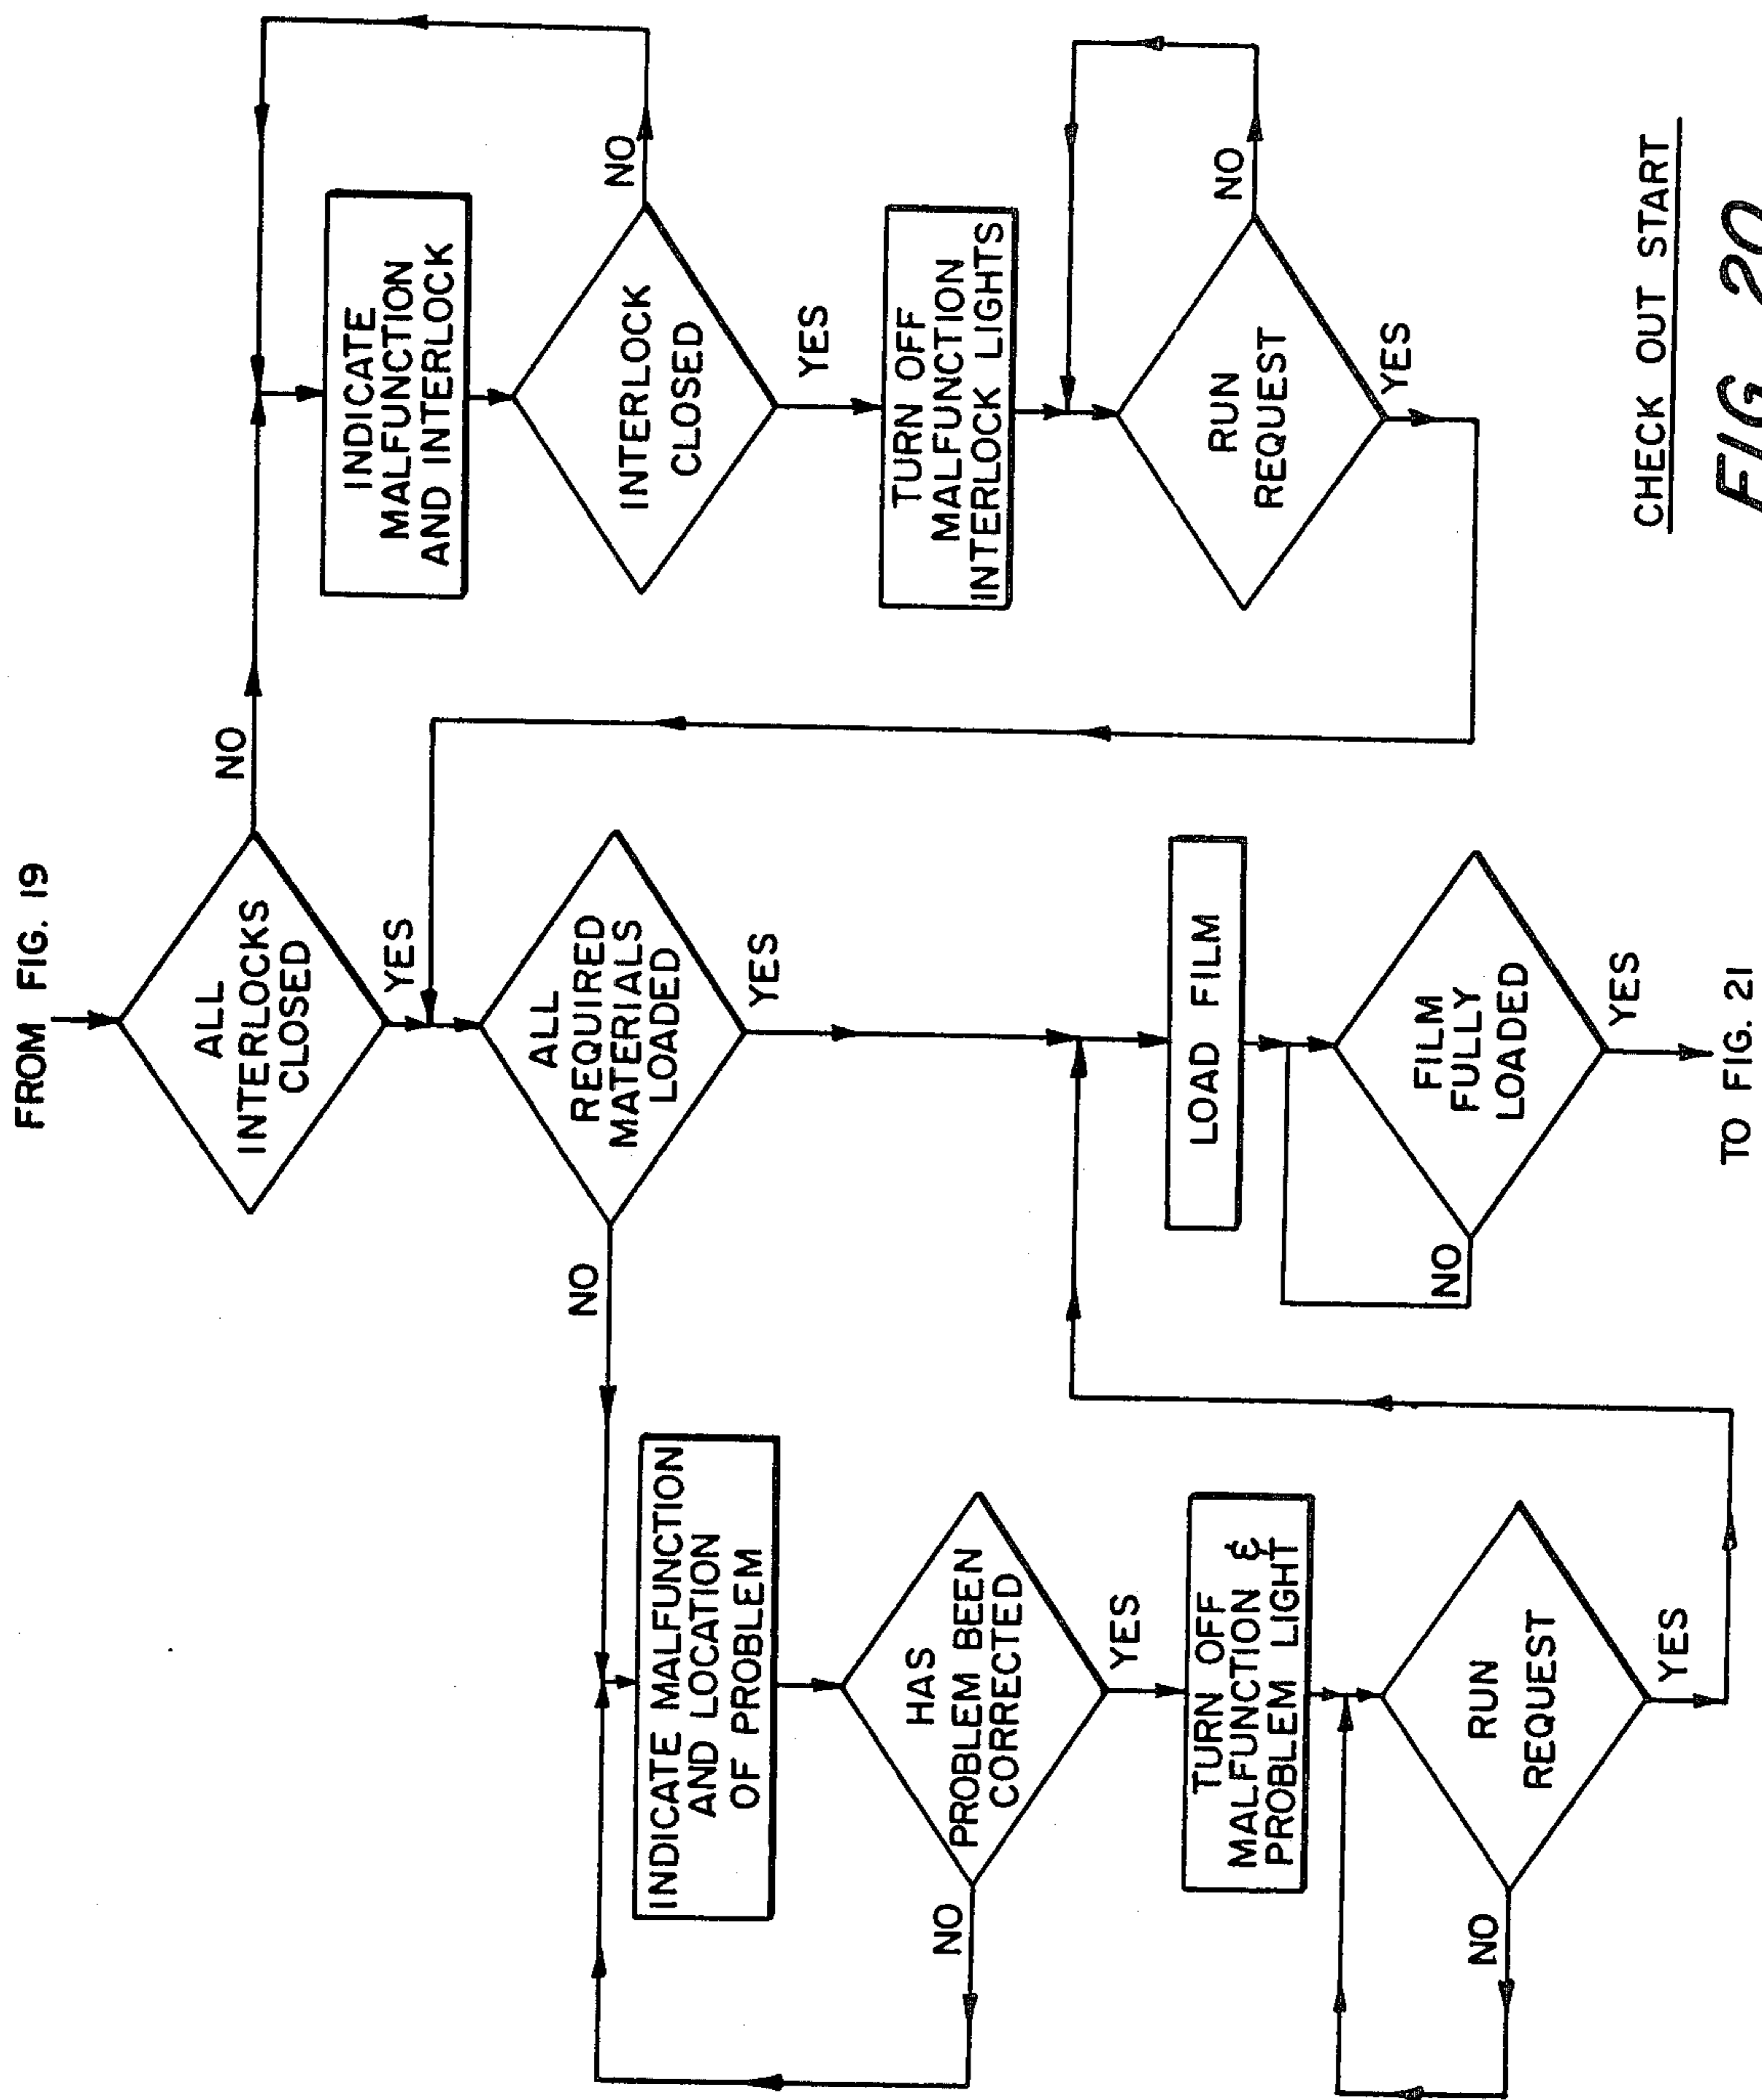 FROM FIG. 19
ALL
INTERLOCKS
CLOSED
NO
YES
INDICATE
MALFUNCTION
AND INTERLOCK
INTERLOCK
CLOSED
NO
YES
TURN OFF
MALFUNCTION
INTERLOCK LIGHTS
RUN
REQUEST
NO
YES
ALL
REQUIRED
MATERIALS
LOADED
NO
YES
INDICATE MALFUNCTION
AND LOCATION
OF PROBLEM
HAS
PROBLEM BEEN
CORRECTED
NO
YES
TURN OFF
MALFUNCTION &
PROBLEM LIGHT
RUN
REQUEST
NO
YES
LOAD FILM
FILM
FULLY
LOADED
NO
YES
TO FIG. 21
CHECK OUT START
FIG. 20